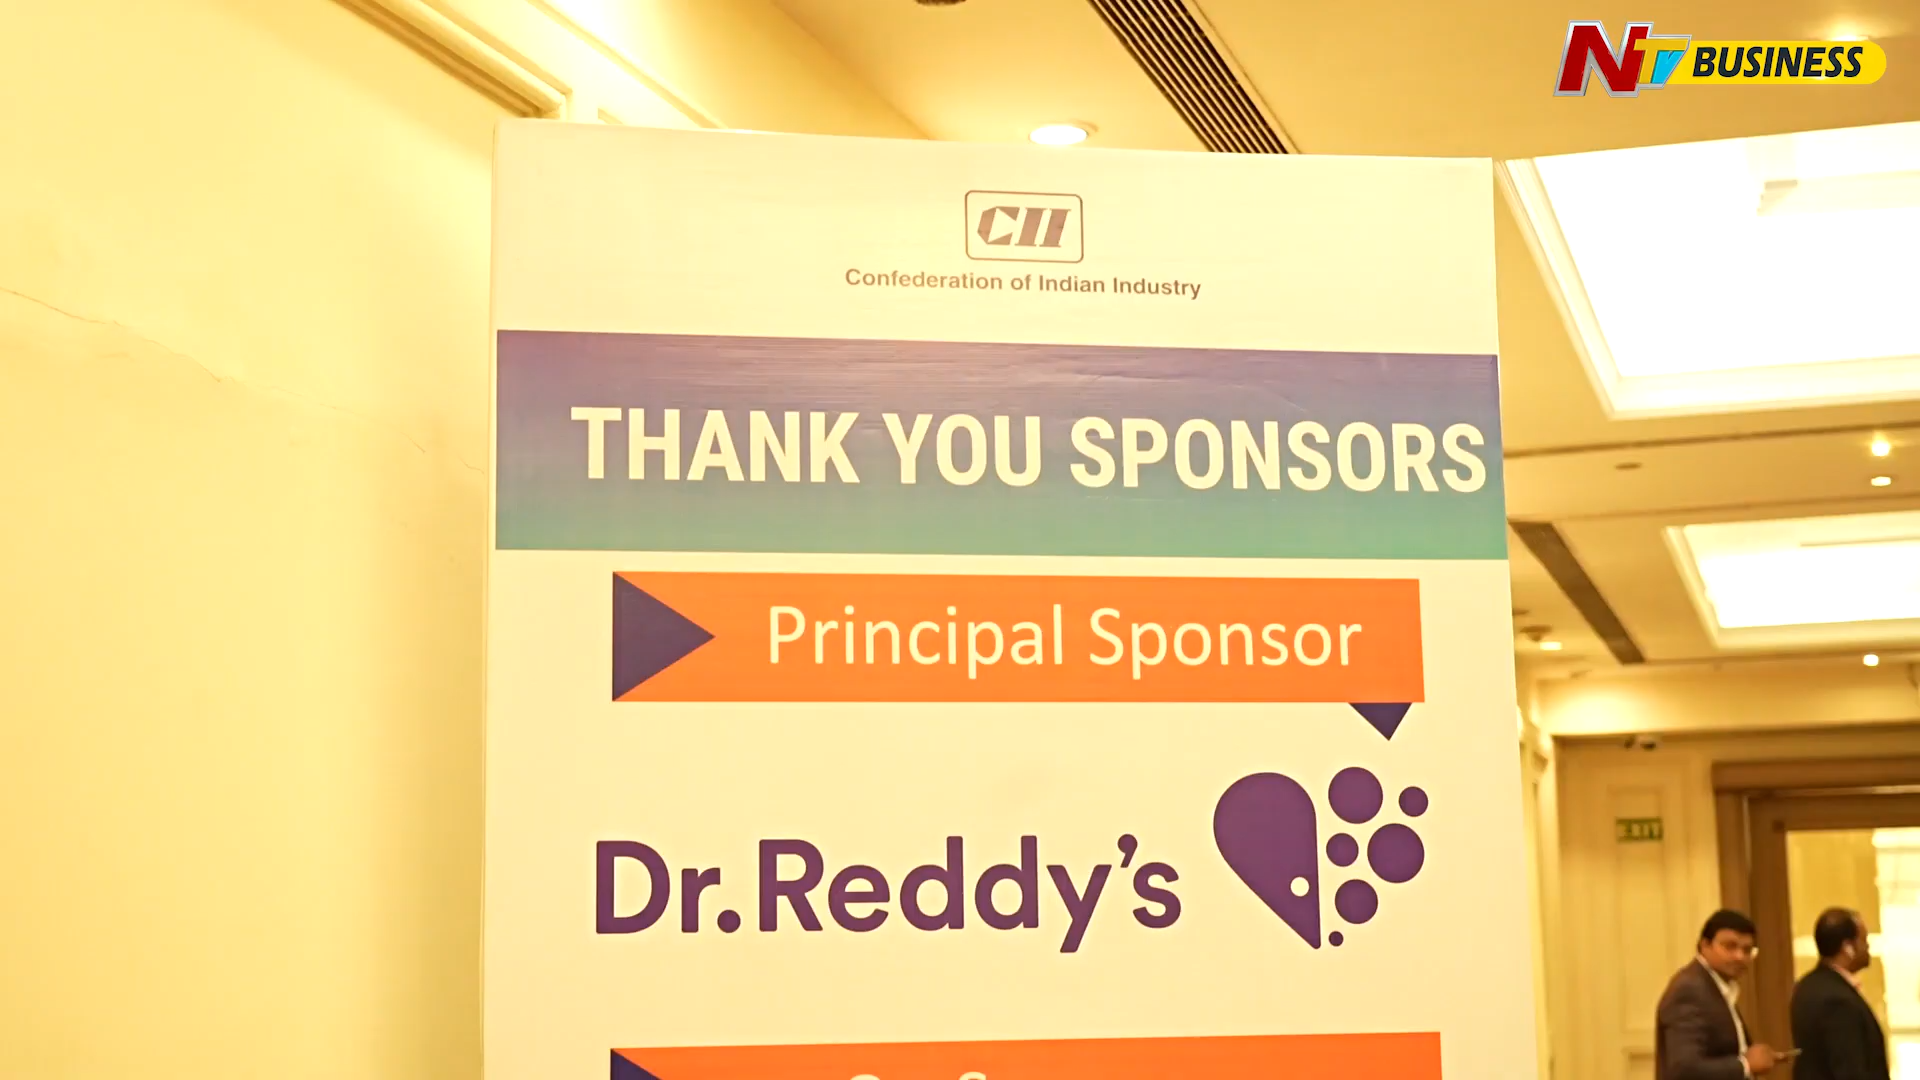 NTV BUSINESS
CII
Confederation of Indian Industry
THANK YOU SPONSORS
Principal Sponsor
Dr.Reddy's
EXIT